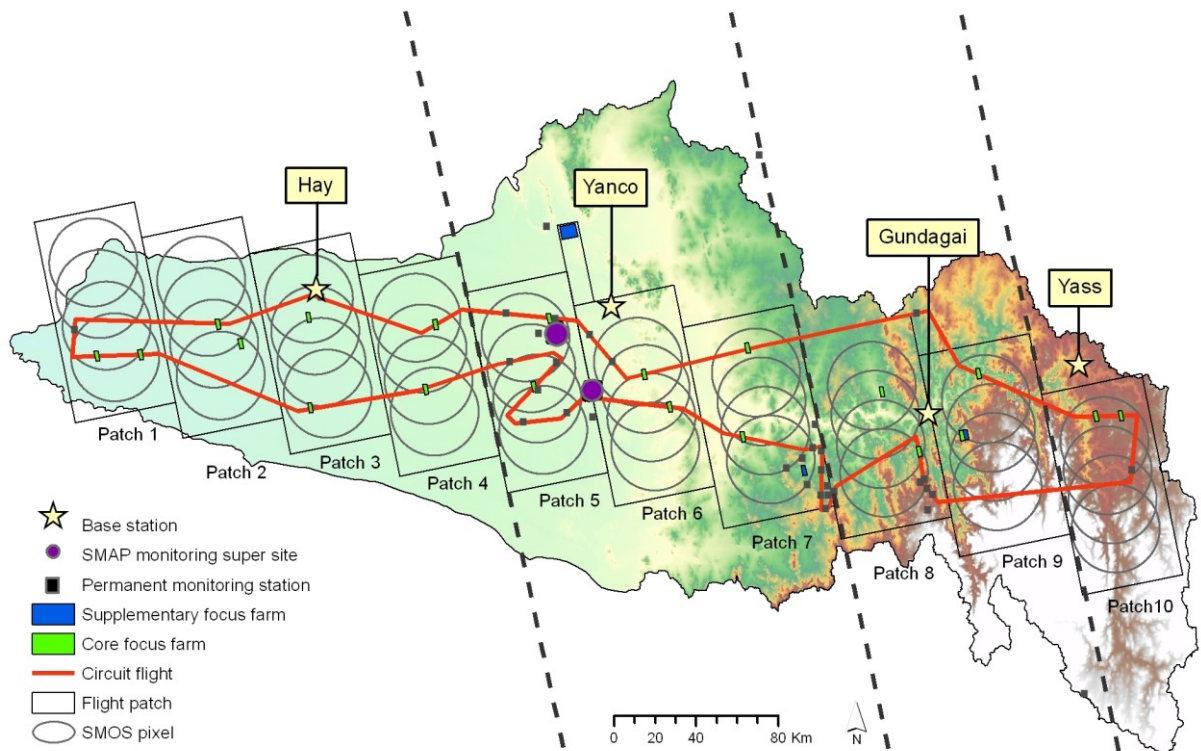 Hay
Yanco
Gundagai
Yass
Patch 1
Patch 2
Patch 3
Patch 4
Patch 5
Patch 6
Patch 7
Patch 8
Patch 9
Patch10
Base station
SMAP monitoring super site
Permanent monitoring station
Supplementary focus farm
Core focus farm
Circuit flight
Flight patch
SMOS pixel
0 20 40 80 Km
N